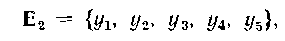 E₂ = {y₁, y₂, y₃, y₄, y₅},